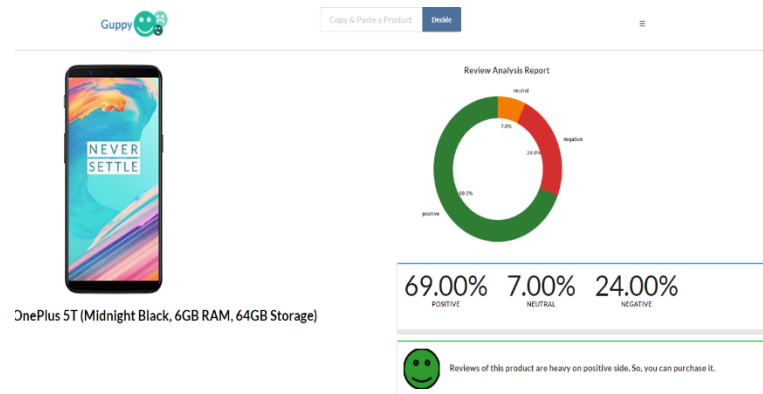 Guppy
Copy & Paste a Product Decide
≡
NEVER
SETTLE
OnePlus 5T (Midnight Black, 6GB RAM, 64GB Storage)
Review Analysis Report
neutral
7.0%
negative
24.0%
69.0%
positive
69.00% 7.00% 24.00%
POSITIVE NEUTRAL NEGATIVE
Reviews of this product are heavy on positive side. So, you can purchase it.